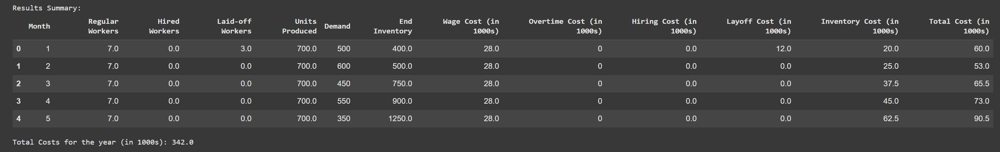 Results Summary:
Month Regular Workers Hired Workers Laid-off Workers Units Produced Demand End Inventory Wage Cost (in 1000s) Overtime Cost (in 1000s) Hiring Cost (in 1000s) Layoff Cost (in 1000s) Inventory Cost (in 1000s) Total Cost (in 1000s)
0 1 7.0 0.0 3.0 700.0 500 400.0 28.0 0 0.0 12.0 20.0 60.0
1 2 7.0 0.0 0.0 700.0 600 500.0 28.0 0 0.0 0.0 25.0 53.0
2 3 7.0 0.0 0.0 700.0 450 750.0 28.0 0 0.0 0.0 37.5 65.5
3 4 7.0 0.0 0.0 700.0 550 900.0 28.0 0 0.0 0.0 45.0 73.0
4 5 7.0 0.0 0.0 700.0 350 1250.0 28.0 0 0.0 0.0 62.5 90.5
Total Costs for the year (in 1000s): 342.0